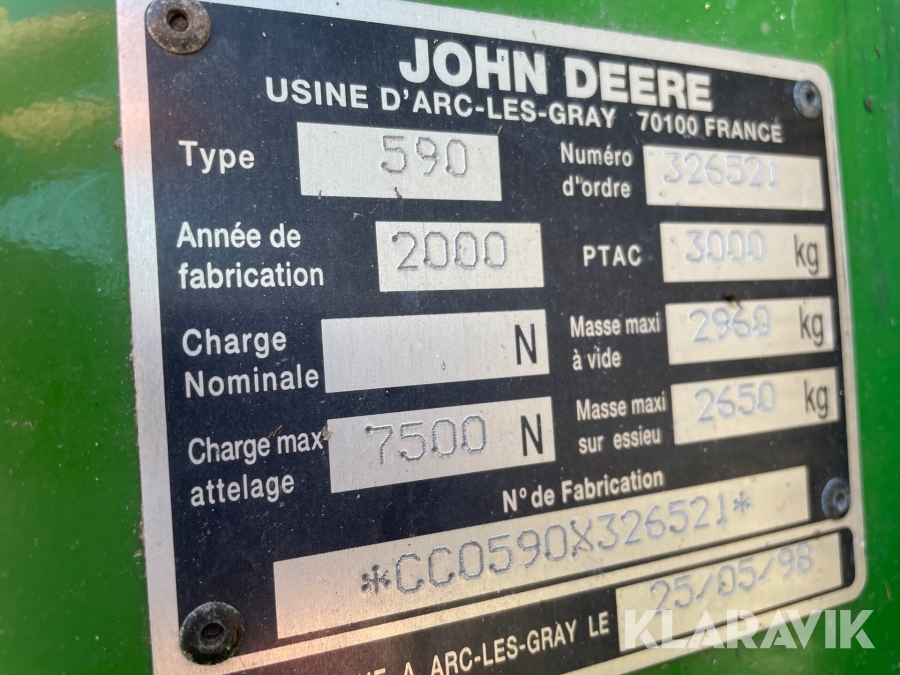 JOHN DEERE
USINE D'ARC-LES-GRAY 70100 FRANCE
Type 590
Numéro d'ordre 326521
Année de fabrication 2000
PTAC 3000 kg
Charge Nominale N
Masse maxi à vide 2960 kg
Charge max attelage 7500 N
Masse maxi sur essieu 2650 kg
N° de Fabrication
*CC0590X326521*
A ARC-LES-GRAY LE 25/05/98
KLARAVIK